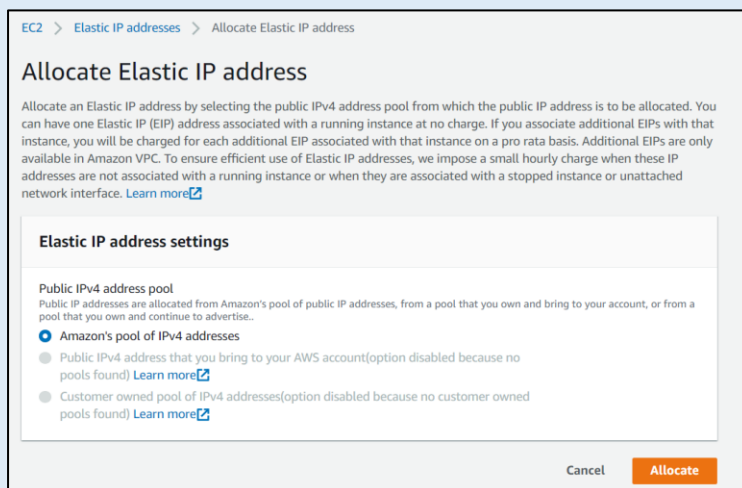 EC2 > Elastic IP addresses > Allocate Elastic IP address
Allocate Elastic IP address
Allocate an Elastic IP address by selecting the public IPv4 address pool from which the public IP address is to be allocated. You
can have one Elastic IP (EIP) address associated with a running instance at no charge. If you associate additional EIPs with that
instance, you will be charged for each additional EIP associated with that instance on a pro rata basis. Additional EIPs are only
available in Amazon VPC. To ensure efficient use of Elastic IP addresses, we impose a small hourly charge when these IP
addresses are not associated with a running instance or when they are associated with a stopped instance or unattached
network interface. Learn more
Elastic IP address settings
Public IPv4 address pool
Public IP addresses are allocated from Amazon's pool of public IP addresses, from a pool that you own and bring to your account, or from a
pool that you own and continue to advertise..
Amazon's pool of IPv4 addresses
Public IPv4 address that you bring to your AWS account(option disabled because no
pools found) Learn more
Customer owned pool of IPv4 addresses(option disabled because no customer owned
pools found) Learn more
Cancel Allocate